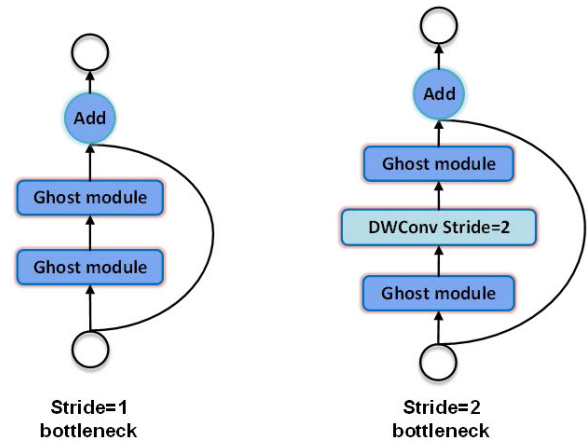 Add
Ghost module
Ghost module
Stride=1
bottleneck
Add
Ghost module
DWConv Stride=2
Ghost module
Stride=2
bottleneck